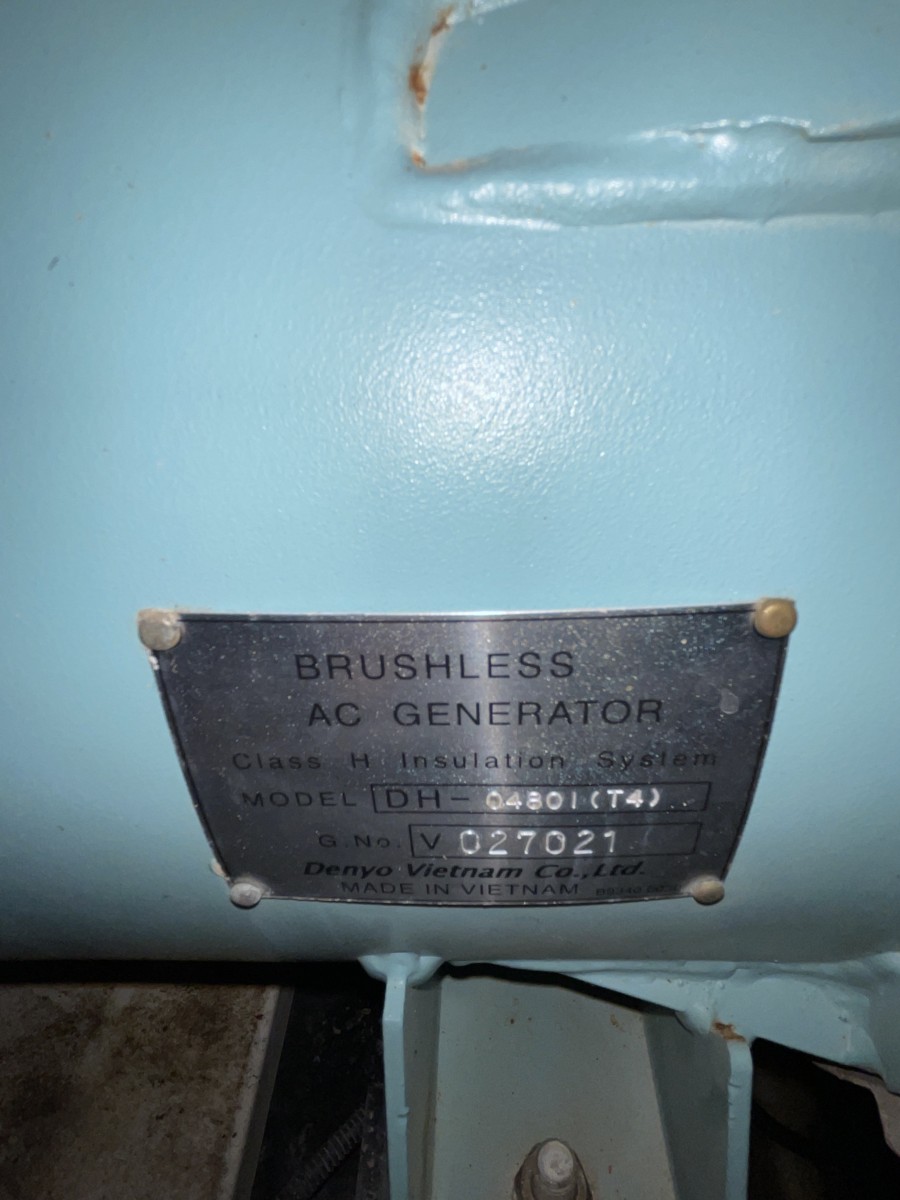 BRUSHLESS
AC GENERATOR
Class H Insulation System
MODEL DH- 04801(T4)
G.No. V 027021
Denyo Vietnam Co.,Ltd.
MADE IN VIETNAM